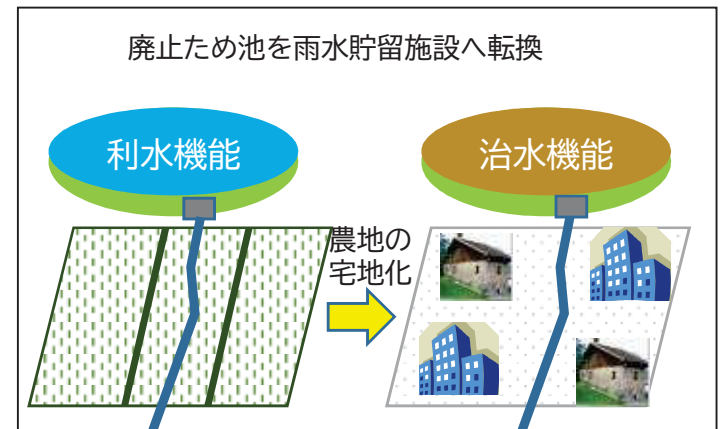 廃止ため池を雨水貯留施設へ転換
利水機能
治水機能
農地の
宅地化